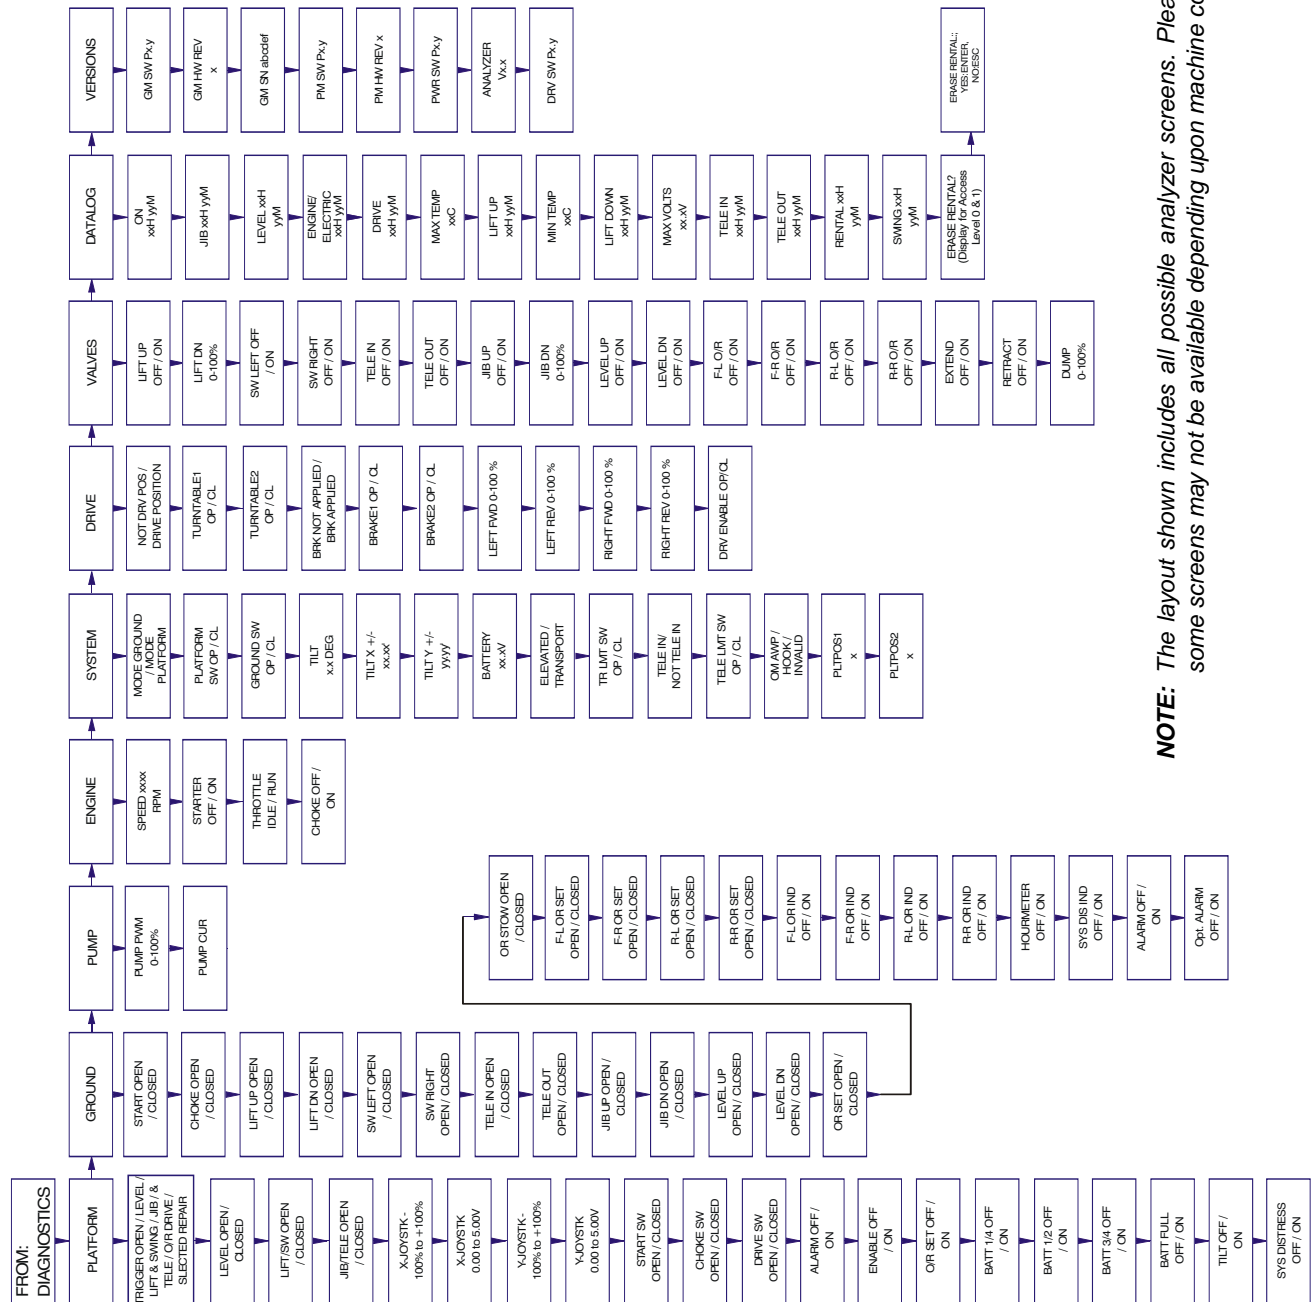 FROM:
DIAGNOSTICS
PLATFORM
TRIGGER OPEN / LEVEL /
LIFT & SWING / JIB / &
TELE / O/R DRIVE /
SLECTED REPAIR
LEVEL OPEN /
CLOSED
LIFT/SW OPEN
/ CLOSED
JIB/TELE OPEN
/ CLOSED
X-JOYSTK -
100% to +100%
X-JOYSTK
0.00 to 5.00V
Y-JOYSTK -
100% to +100%
Y-JOYSTK
0.00 to 5.00V
START SW
OPEN / CLOSED
CHOKE SW
OPEN / CLOSED
DRIVE SW
OPEN / CLOSED
ALARM OFF /
ON
ENABLE OFF
/ ON
O/R SET OFF /
ON
BATT 1/4 OFF
/ ON
BATT 1/2 OFF
/ ON
BATT 3/4 OFF
/ ON
BATT FULL
OFF / ON
TILT OFF /
ON
SYS DISTRESS
OFF / ON
GROUND
START OPEN
/ CLOSED
CHOKE OPEN
/ CLOSED
LIFT UP OPEN
/ CLOSED
LIFT DN OPEN
/ CLOSED
SW LEFT OPEN
/ CLOSED
SW RIGHT
OPEN / CLOSED
TELE IN OPEN
/ CLOSED
TELE OUT
OPEN / CLOSED
JIB UP OPEN /
CLOSED
JIB DN OPEN
/ CLOSED
LEVEL UP
OPEN / CLOSED
LEVEL DN
OPEN / CLOSED
OR SET OPEN /
CLOSED
OR STOW OPEN
/ CLOSED
F-L OR SET
OPEN / CLOSED
F-R OR SET
OPEN / CLOSED
R-L OR SET
OPEN / CLOSED
R-R OR SET
OPEN / CLOSED
F-L OR IND
OFF / ON
F-R OR IND
OFF / ON
R-L OR IND
OFF / ON
R-R OR IND
OFF / ON
HOURMETER
OFF / ON
SYS DIS IND
OFF / ON
ALARM OFF /
ON
Opt. ALARM
OFF / ON
PUMP
PUMP PWM
0-100%
PUMP CUR
ENGINE
SPEED xxxx
RPM
STARTER
OFF / ON
THROTTLE
IDLE / RUN
CHOKE OFF /
ON
SYSTEM
MODE GROUND
/ MODE
PLATFORM
PLATFORM
SW OP / CL
GROUND SW
OP / CL
TILT
x.x DEG
TILT X +/-
xx.xx'
TILT Y +/-
yy.yy'
BATTERY
xx.xV
ELEVATED /
TRANSPORT
TR LMT SW
OP / CL
TELE IN/
NOT TELE IN
TELE LMT SW
OP / CL
OM AWP /
HOOK /
INVALID
PLTPOS1
x
PLTPOS2
x
DRIVE
NOT DRV POS /
DRIVE POSITION
TURNTABLE1
OP / CL
TURNTABLE2
OP / CL
BRK NOT APPLIED /
BRK APPLIED
BRAKE1 OP / CL
BRAKE2 OP / CL
LEFT FWD 0-100 %
LEFT REV 0-100 %
RIGHT FWD 0-100 %
RIGHT REV 0-100 %
DRV ENABLE OP/CL
VALVES
LIFT UP
OFF / ON
LIFT DN
0-100%
SW LEFT OFF
/ ON
SW RIGHT
OFF / ON
TELE IN
OFF / ON
TELE OUT
OFF / ON
JIB UP
OFF / ON
JIB DN
0-100%
LEVEL UP
OFF / ON
LEVEL DN
OFF / ON
F-L O/R
OFF / ON
F-R O/R
OFF / ON
R-L O/R
OFF / ON
R-R O/R
OFF / ON
EXTEND
OFF / ON
RETRACT
OFF / ON
DUMP
0-100%
DATALOG
ON
xxH yyM
JIB xxH yyM
LEVEL xxH
yyM
ENGINE/
ELECTRIC
xxH yyM
DRIVE
xxH yyM
MAX TEMP
xxC
LIFT UP
xxH yyM
MIN TEMP
xxC
LIFT DOWN
xxH yyM
MAX VOLTS
xx.xV
TELE IN
xxH yyM
TELE OUT
xxH yyM
RENTAL xxH
yyM
SWING xxH
yyM
ERASE RENTAL?
(Display for Access
Level 0 & 1)
ERASE RENTAL:;
YES:ENTER,
NO:ESC
VERSIONS
GM SW Px.y
GM HW REV
x
GM SN abcdef
PM SW Px.y
PM HW REV x
PWR SW Px.y
ANALYZER
Vx.x
DRV SW Px.y
NOTE: The layout shown includes all possible analyzer screens. Plea
some screens may not be available depending upon machine co